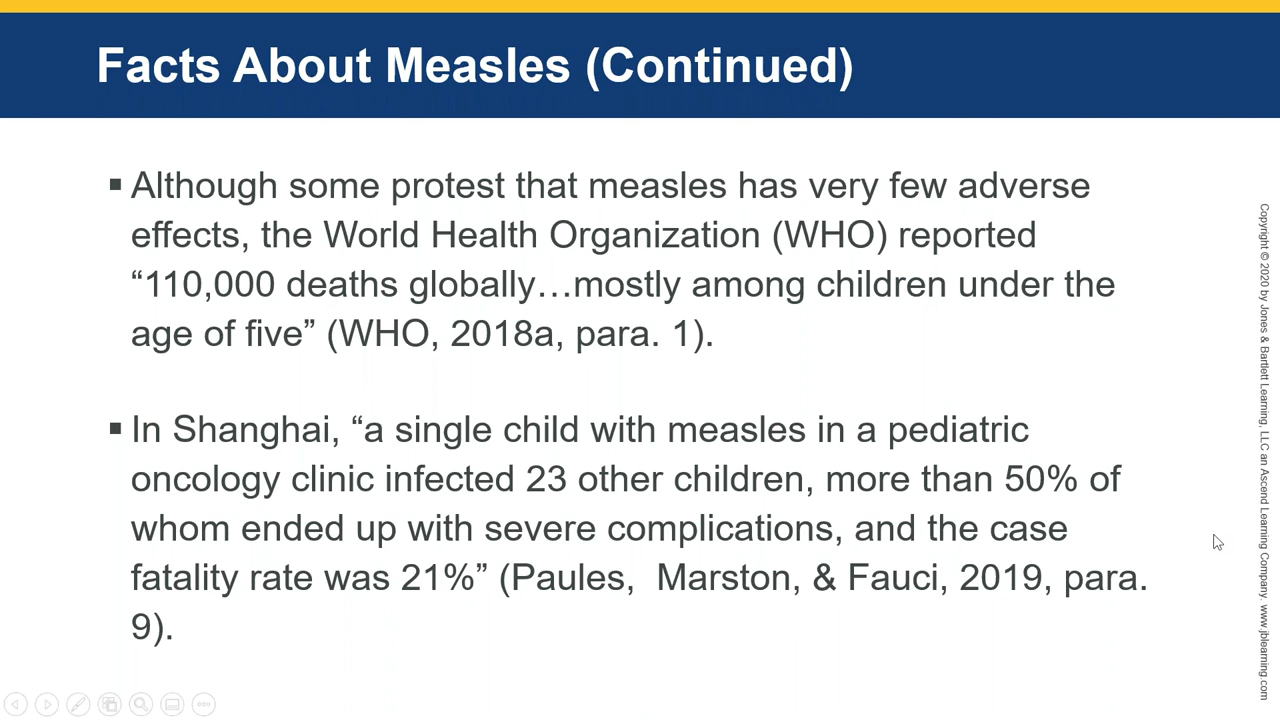 Facts About Measles (Continued)
▪ Although some protest that measles has very few adverse
effects, the World Health Organization (WHO) reported
“110,000 deaths globally…mostly among children under the
age of five” (WHO, 2018a, para. 1).
▪ In Shanghai, “a single child with measles in a pediatric
oncology clinic infected 23 other children, more than 50% of
whom ended up with severe complications, and the case
fatality rate was 21%” (Paules,  Marston, & Fauci, 2019, para.
9).
Copyright © 2020 by Jones & Bartlett Learning, LLC an Ascend Learning Company. www.jblearning.com